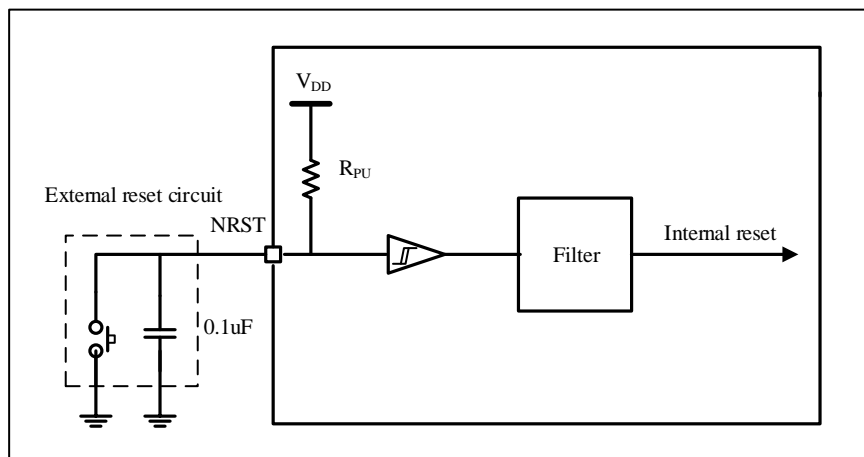 V_DD
R_PU
External reset circuit
NRST
Internal reset
Filter
0.1uF